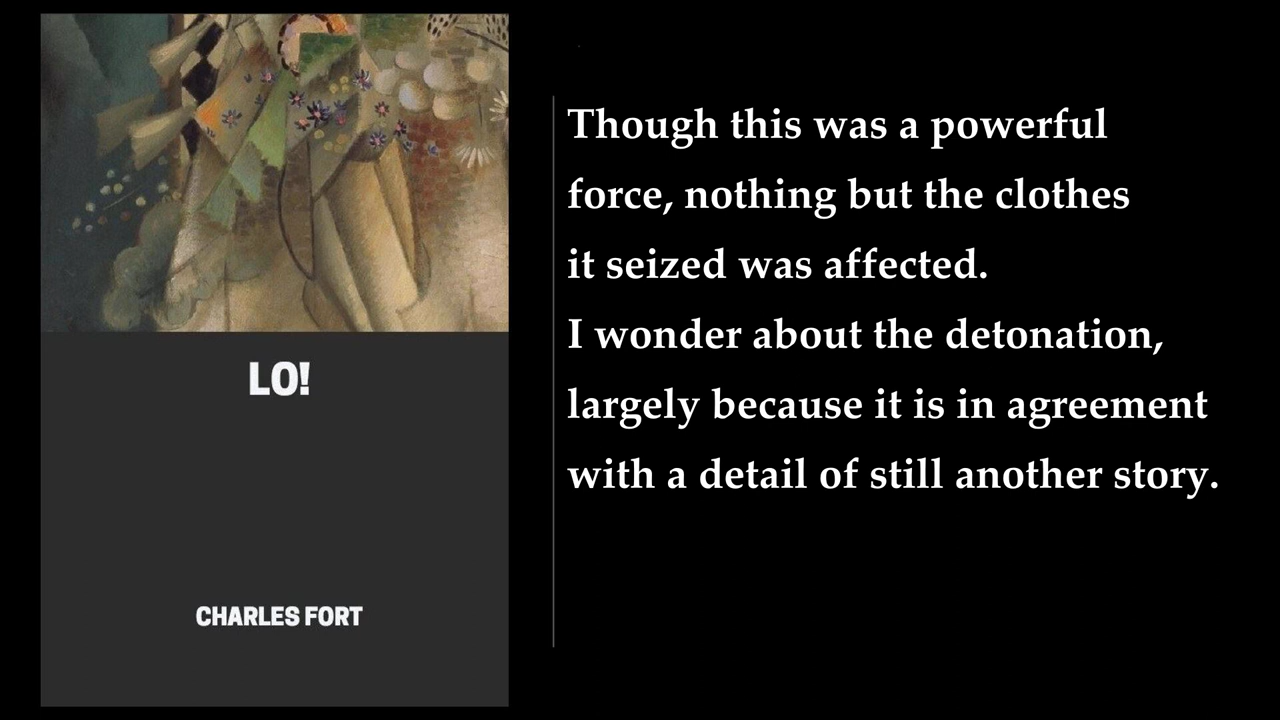 LO!
CHARLES FORT
Though this was a powerful
force, nothing but the clothes
it seized was affected.
I wonder about the detonation,
largely because it is in agreement
with a detail of still another story.